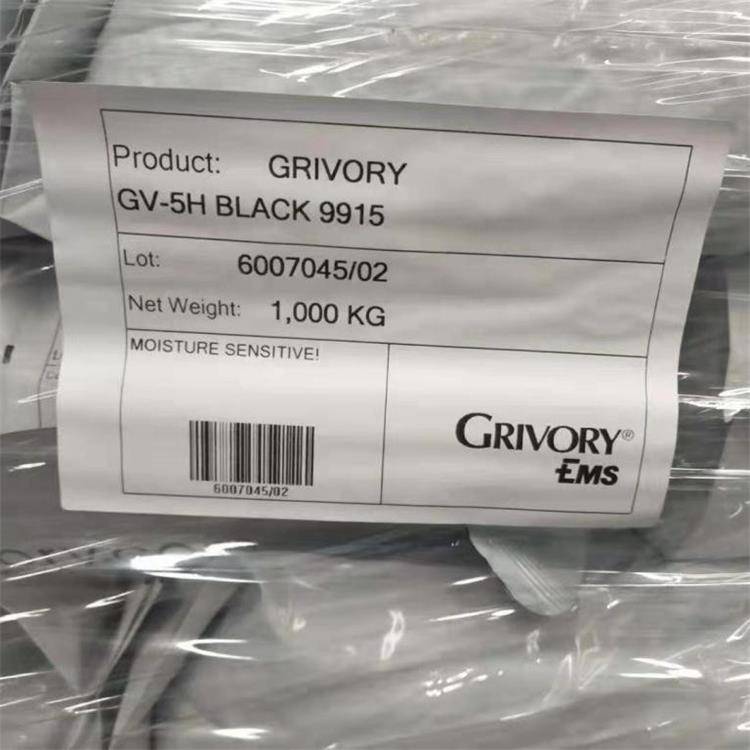 Product: GRIVORY
GV-5H BLACK 9915
Lot: 6007045/02
Net Weight: 1,000 KG
MOISTURE SENSITIVE!
6007045/02
GRIVORY®
EMS